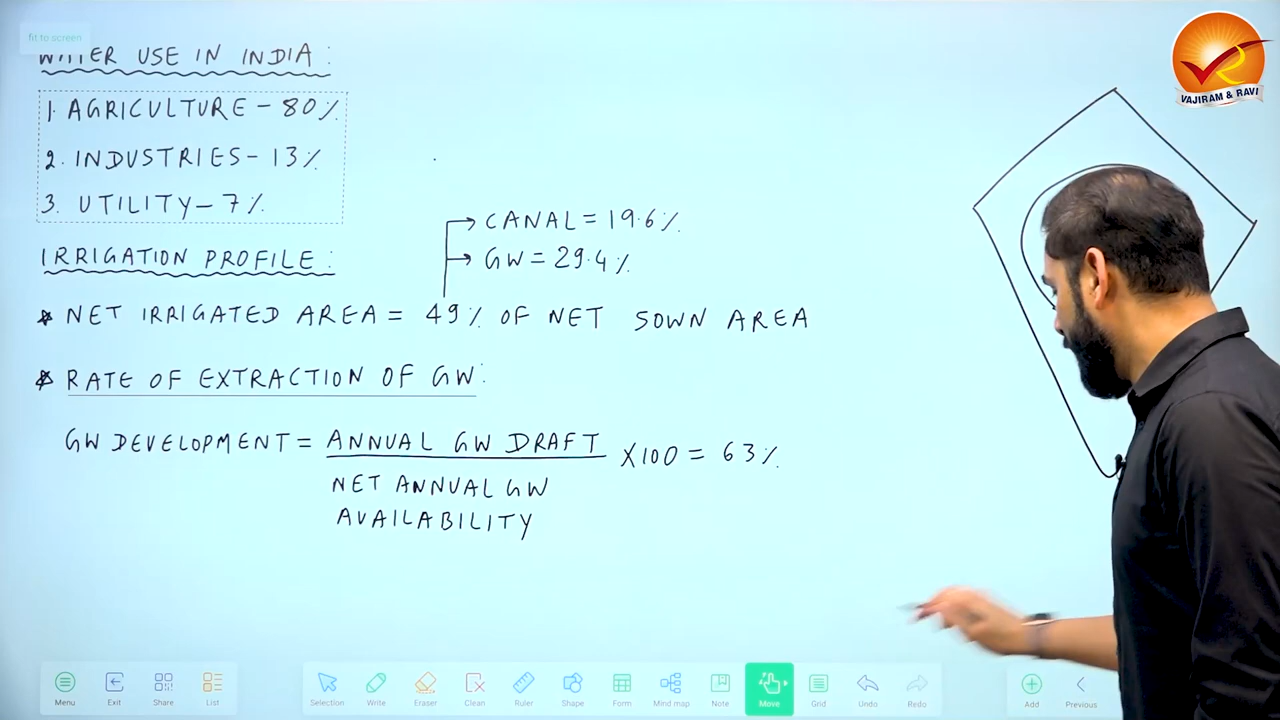 fit to screen
WATER USE IN INDIA:
1. AGRICULTURE - 80%
2. INDUSTRIES - 13%
3. UTILITY - 7%
CANAL = 19.6%
GW = 29.4%
IRRIGATION PROFILE:
* NET IRRIGATED AREA = 49% OF NET SOWN AREA
* RATE OF EXTRACTION OF GW:
GW DEVELOPMENT = ANNUAL GW DRAFT X100 = 63%
NET ANNUAL GW
AVAILABILITY
VAJIRAM & RAVI
Menu Exit Share List Selection Write Eraser Clean Ruler Shape Form Mind map Note Move Grid Undo Redo Add Previous